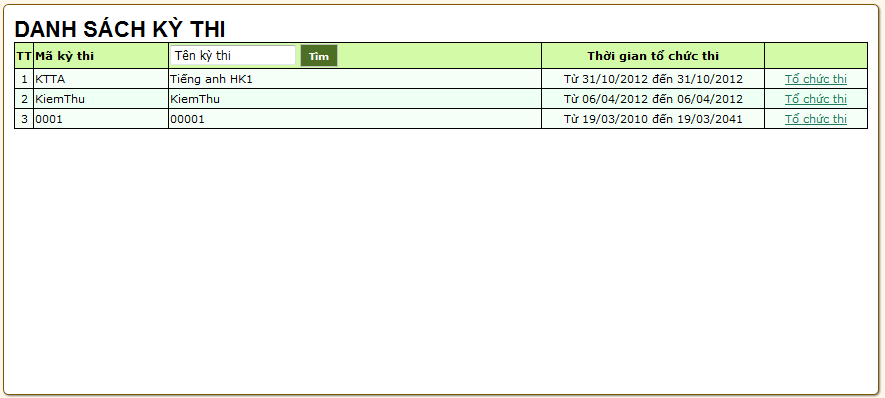 DANH SÁCH KỲ THI
TT Mã kỳ thi Tên kỳ thi Tìm Thời gian tổ chức thi
1 KTTA Tiếng anh HK1 Từ 31/10/2012 đến 31/10/2012 Tổ chức thi
2 KiemThu KiemThu Từ 06/04/2012 đến 06/04/2012 Tổ chức thi
3 0001 00001 Từ 19/03/2010 đến 19/03/2041 Tổ chức thi